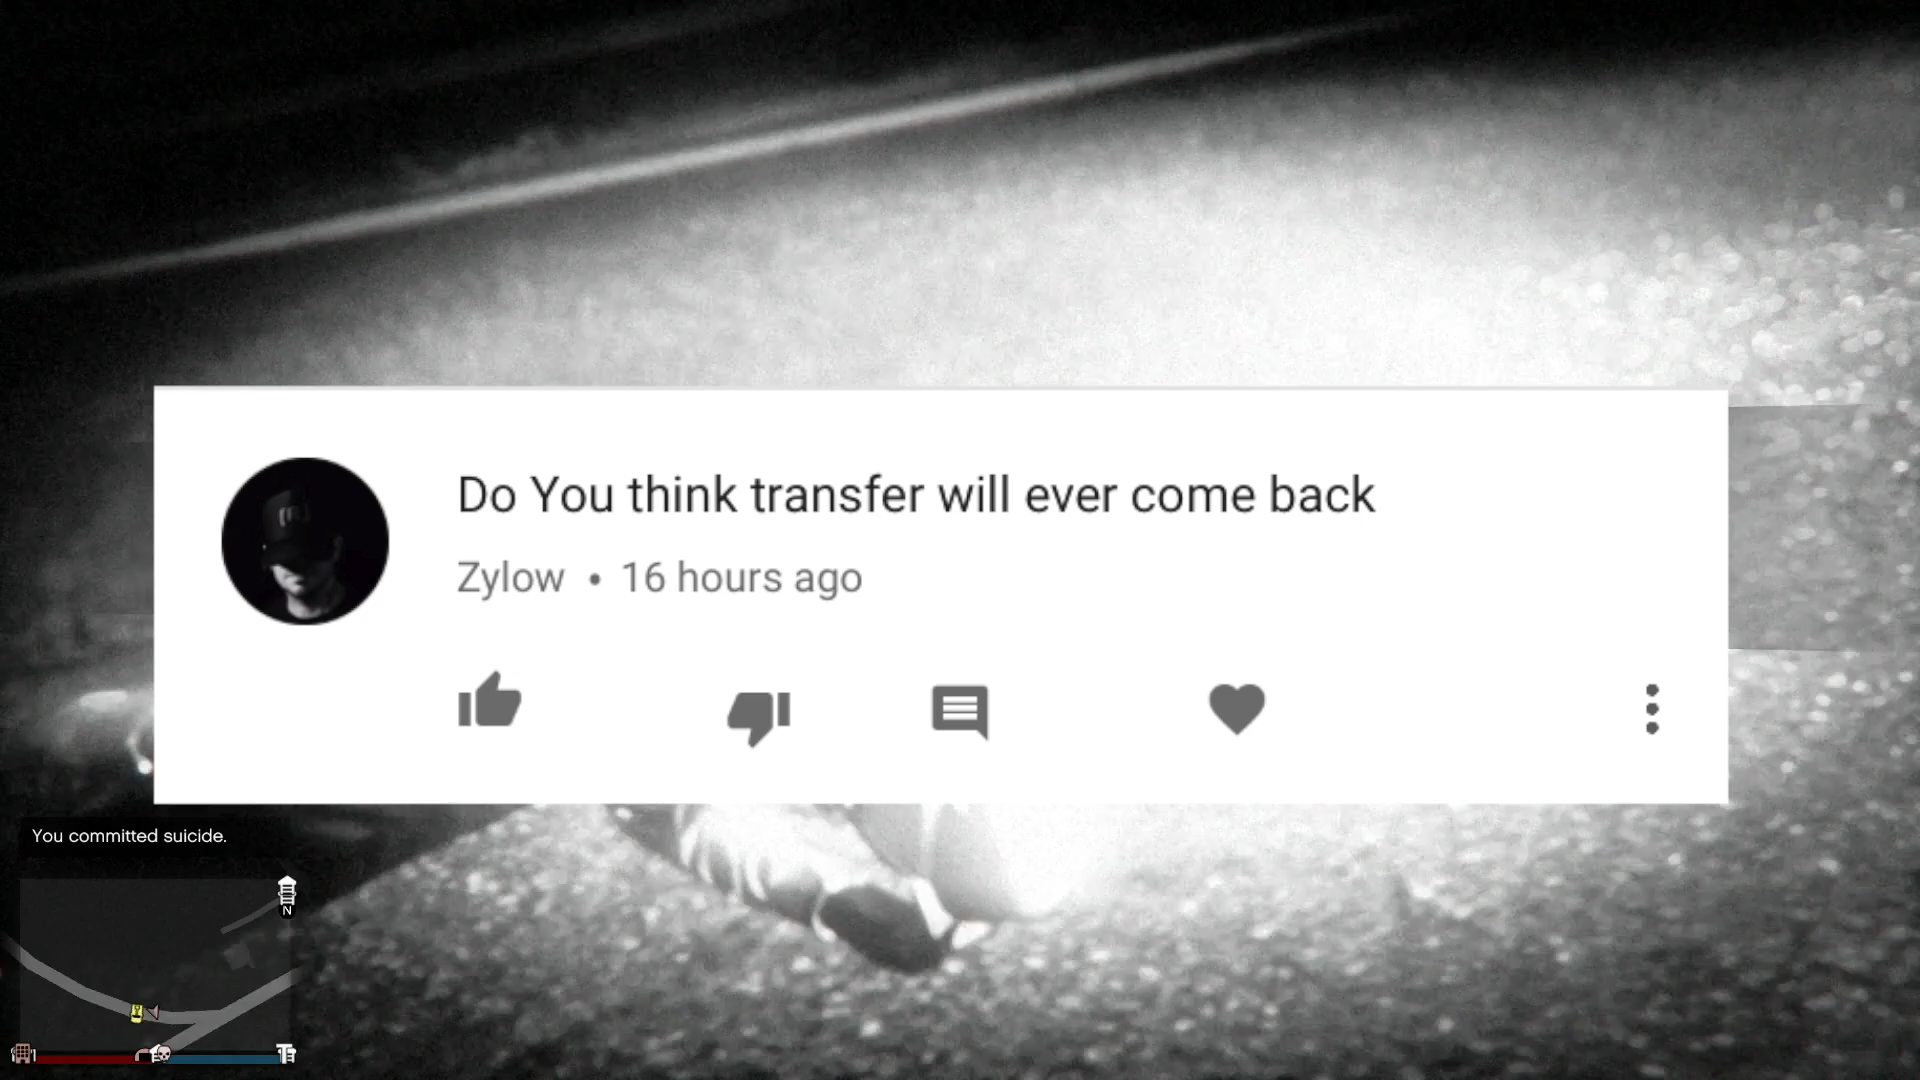 Do You think transfer will ever come back
Zylow • 16 hours ago
You committed suicide.
N